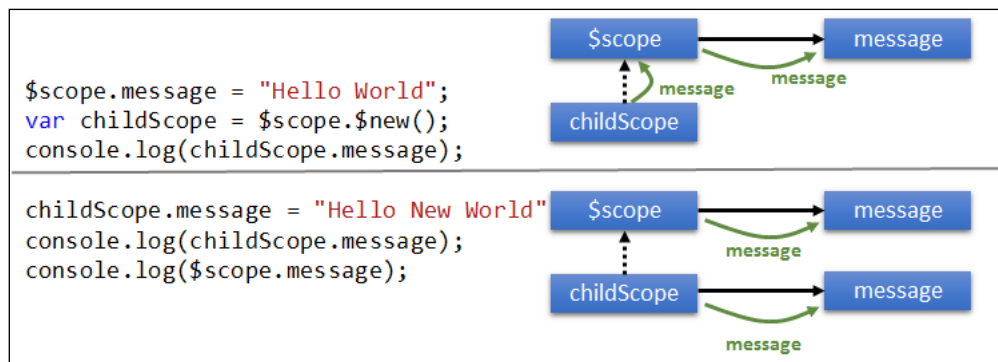 $scope
message
message
message
$scope.message = "Hello World";
var childScope = $scope.$new();
console.log(childScope.message);
childScope
childScope.message = "Hello New World"
console.log(childScope.message);
console.log($scope.message);
$scope
message
message
childScope
message
message